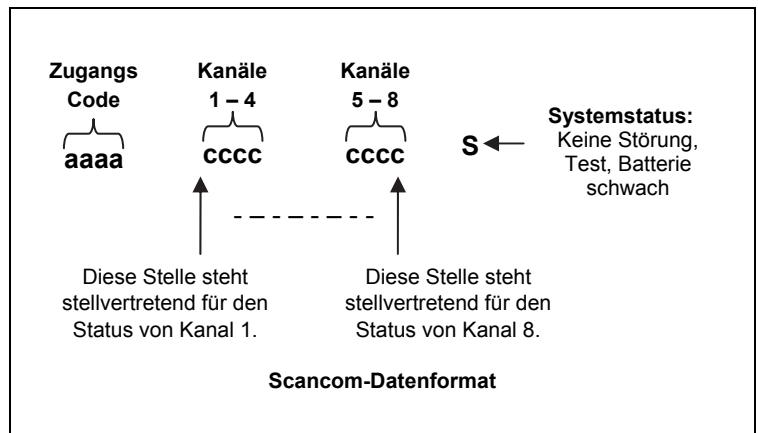 Zugangs
Code
aaaa
Kanäle
1 – 4
cccc
Kanäle
5 – 8
cccc
S
Systemstatus:
Keine Störung,
Test, Batterie
schwach
Diese Stelle steht
stellvertretend für den
Status von Kanal 1.
Diese Stelle steht
stellvertretend für den
Status von Kanal 8.
Scancom-Datenformat